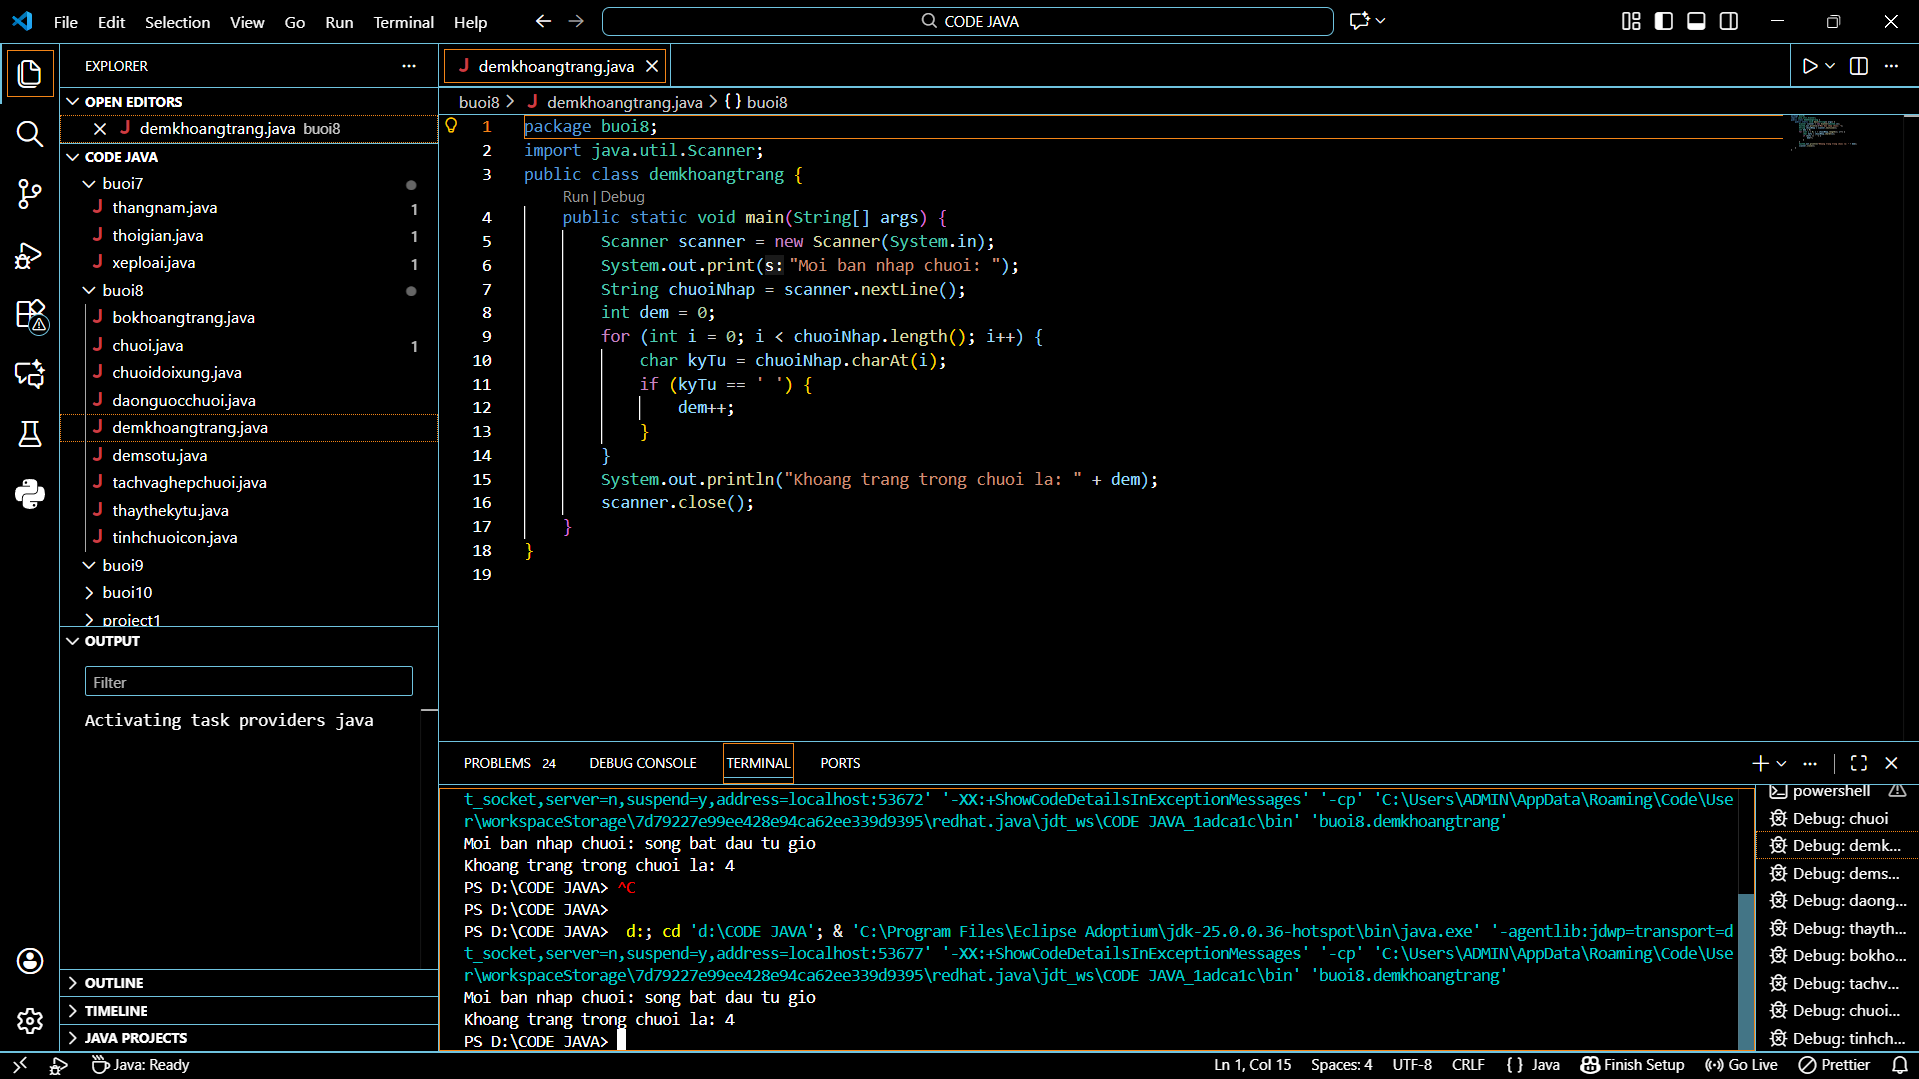 File Edit Selection View Go Run Terminal Help
CODE JAVA
EXPLORER
OPEN EDITORS
demkhoangtrang.java buoi8
CODE JAVA
buoi7
thangnam.java 1
thoigian.java 1
xeploai.java 1
buoi8
bokhoangtrang.java
chuoi.java 1
chuoidoixung.java
daonguocchuoi.java
demkhoangtrang.java
demsotu.java
tachvaghepchuoi.java
thaythekytu.java
tinhchuoicon.java
buoi9
buoi10
project1
OUTPUT
Filter
Activating task providers java
OUTLINE
TIMELINE
JAVA PROJECTS
demkhoangtrang.java
buoi8 > demkhoangtrang.java > {} buoi8
1 package buoi8;
2 import java.util.Scanner;
3 public class demkhoangtrang {
Run | Debug
4 public static void main(String[] args) {
5 Scanner scanner = new Scanner(System.in);
6 System.out.print(s: "Moi ban nhap chuoi: ");
7 String chuoiNhap = scanner.nextLine();
8 int dem = 0;
9 for (int i = 0; i < chuoiNhap.length(); i++) {
10 char kyTu = chuoiNhap.charAt(i);
11 if (kyTu == ' ') {
12 dem++;
13 }
14 }
15 System.out.println("Khoang trang trong chuoi la: " + dem);
16 scanner.close();
17 }
18 }
19
PROBLEMS 24 DEBUG CONSOLE TERMINAL PORTS
t_socket,server=n,suspend=y,address=localhost:53672' '-XX:+ShowCodeDetailsInExceptionMessages' '-cp' 'C:\Users\ADMIN\AppData\Roaming\Code\Use
r\workspaceStorage\7d79227e99ee428e94ca62ee339d9395\redhat.java\jdt_ws\CODE JAVA_1adca1c\bin' 'buoi8.demkhoangtrang'
Moi ban nhap chuoi: song bat dau tu gio
Khoang trang trong chuoi la: 4
PS D:\CODE JAVA> ^C
PS D:\CODE JAVA>
PS D:\CODE JAVA> d:; cd 'd:\CODE JAVA'; & 'C:\Program Files\Eclipse Adoptium\jdk-25.0.0.36-hotspot\bin\java.exe' '-agentlib:jdwp=transport=d
t_socket,server=n,suspend=y,address=localhost:53677' '-XX:+ShowCodeDetailsInExceptionMessages' '-cp' 'C:\Users\ADMIN\AppData\Roaming\Code\Use
r\workspaceStorage\7d79227e99ee428e94ca62ee339d9395\redhat.java\jdt_ws\CODE JAVA_1adca1c\bin' 'buoi8.demkhoangtrang'
Moi ban nhap chuoi: song bat dau tu gio
Khoang trang trong chuoi la: 4
PS D:\CODE JAVA>
powershell
Debug: chuoi
Debug: demk...
Debug: dems...
Debug: daong...
Debug: thayth...
Debug: bokho...
Debug: tachv...
Debug: chuoi...
Debug: tinhch...
Java: Ready
Ln 1, Col 15 Spaces: 4 UTF-8 CRLF {} Java Finish Setup Go Live Prettier